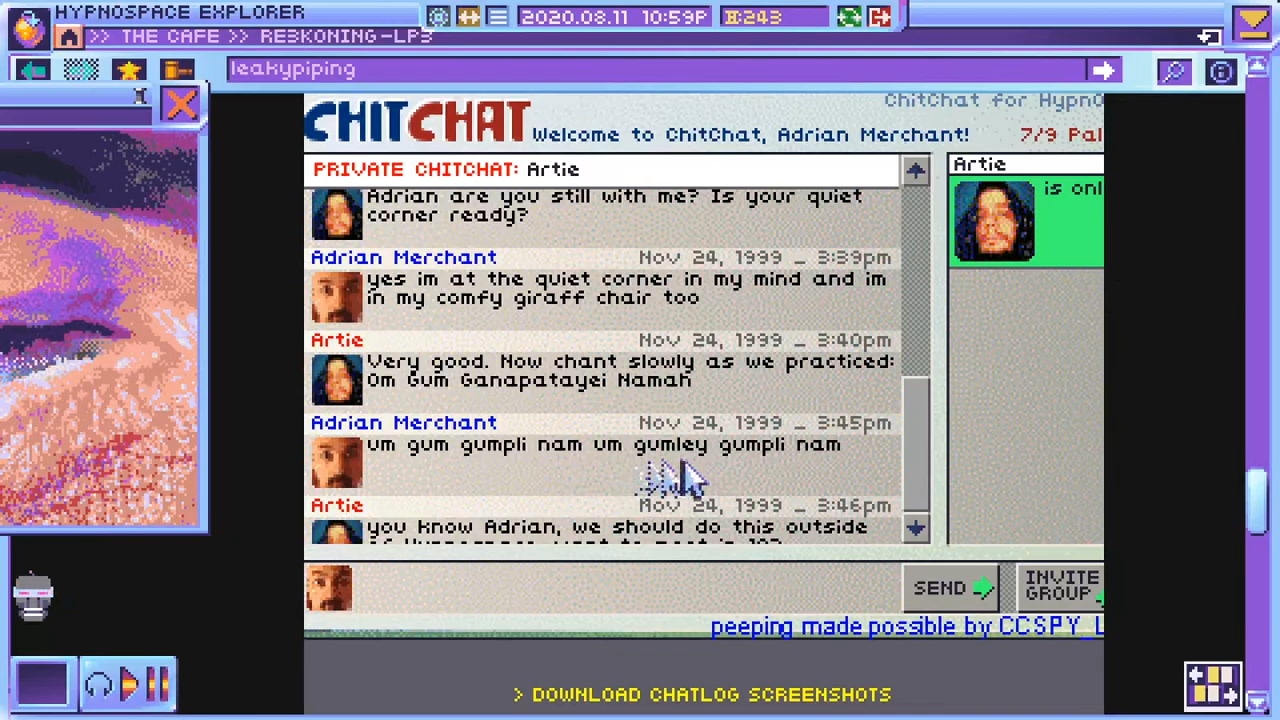 HYPNOSPACE EXPLORER
2020.08.11 10:59P
243
>> THE CAFE >> RE3KONING-LP3
leakypiping
CHITCHAT
ChitChat for Hypno
Welcome to ChitChat, Adrian Merchant!
7/9 Pal
PRIVATE CHITCHAT: Artie
Artie
is onl
Adrian are you still with me? Is your quiet
corner ready?
Adrian Merchant Nov 24, 1999 _ 3:39pm
yes im at the quiet corner in my mind and im
in my comfy giraff chair too
Artie Nov 24, 1999 _ 3:40pm
Very good. Now chant slowly as we practiced:
Om Gum Ganapatayei Namah
Adrian Merchant Nov 24, 1999 _ 3:45pm
um gum gumpli nam um gumley gumpli nam
Artie Nov 24, 1999 _ 3:46pm
you know Adrian, we should do this outside
SEND
INVITE
GROUP
peeping made possible by CCSPY_L
> DOWNLOAD CHATLOG SCREENSHOTS